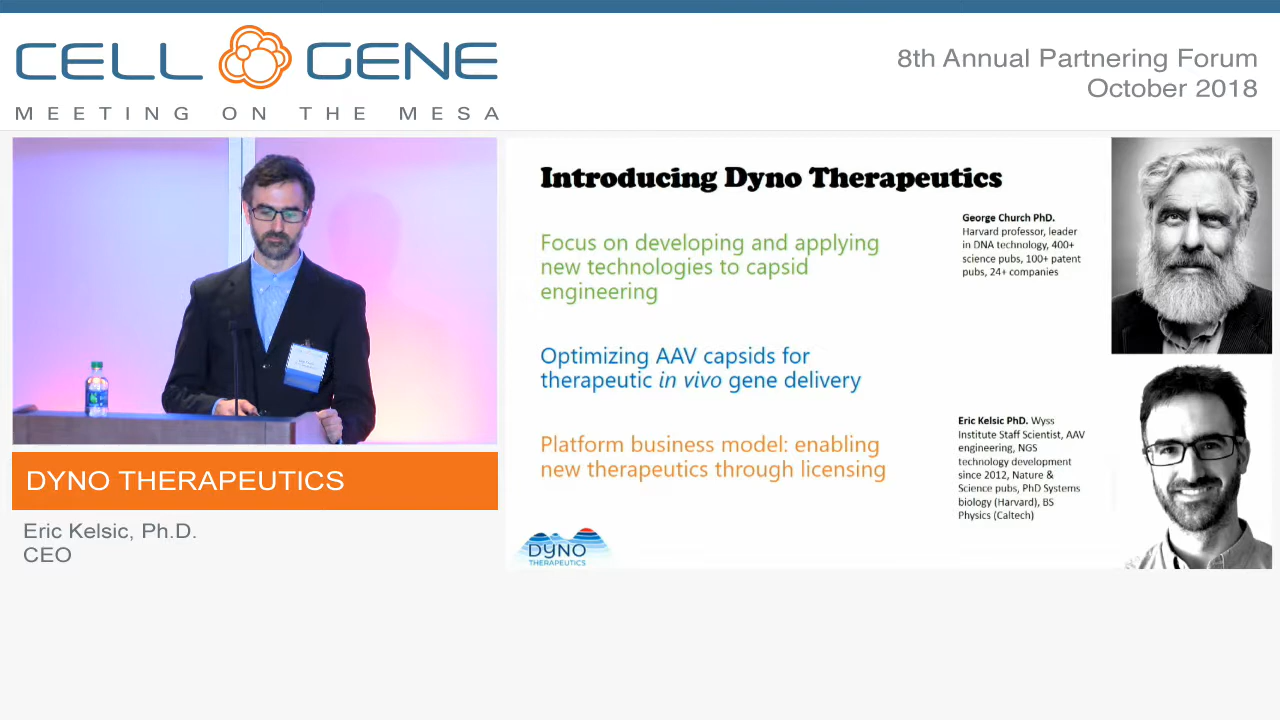 CELL GENE
MEETING ON THE MESA
8th Annual Partnering Forum
October 2018
Introducing Dyno Therapeutics
Focus on developing and applying
new technologies to capsid
engineering
Optimizing AAV capsids for
therapeutic in vivo gene delivery
Platform business model: enabling
new therapeutics through licensing
George Church PhD.
Harvard professor, leader
in DNA technology, 400+
science pubs, 100+ patent
pubs, 24+ companies
Eric Kelsic PhD. Wyss
Institute Staff Scientist, AAV
engineering, NGS
technology development
since 2012, Nature &
Science pubs, PhD Systems
biology (Harvard), BS
Physics (Caltech)
DYNO
THERAPEUTICS
DYNO THERAPEUTICS
Eric Kelsic, Ph.D.
CEO